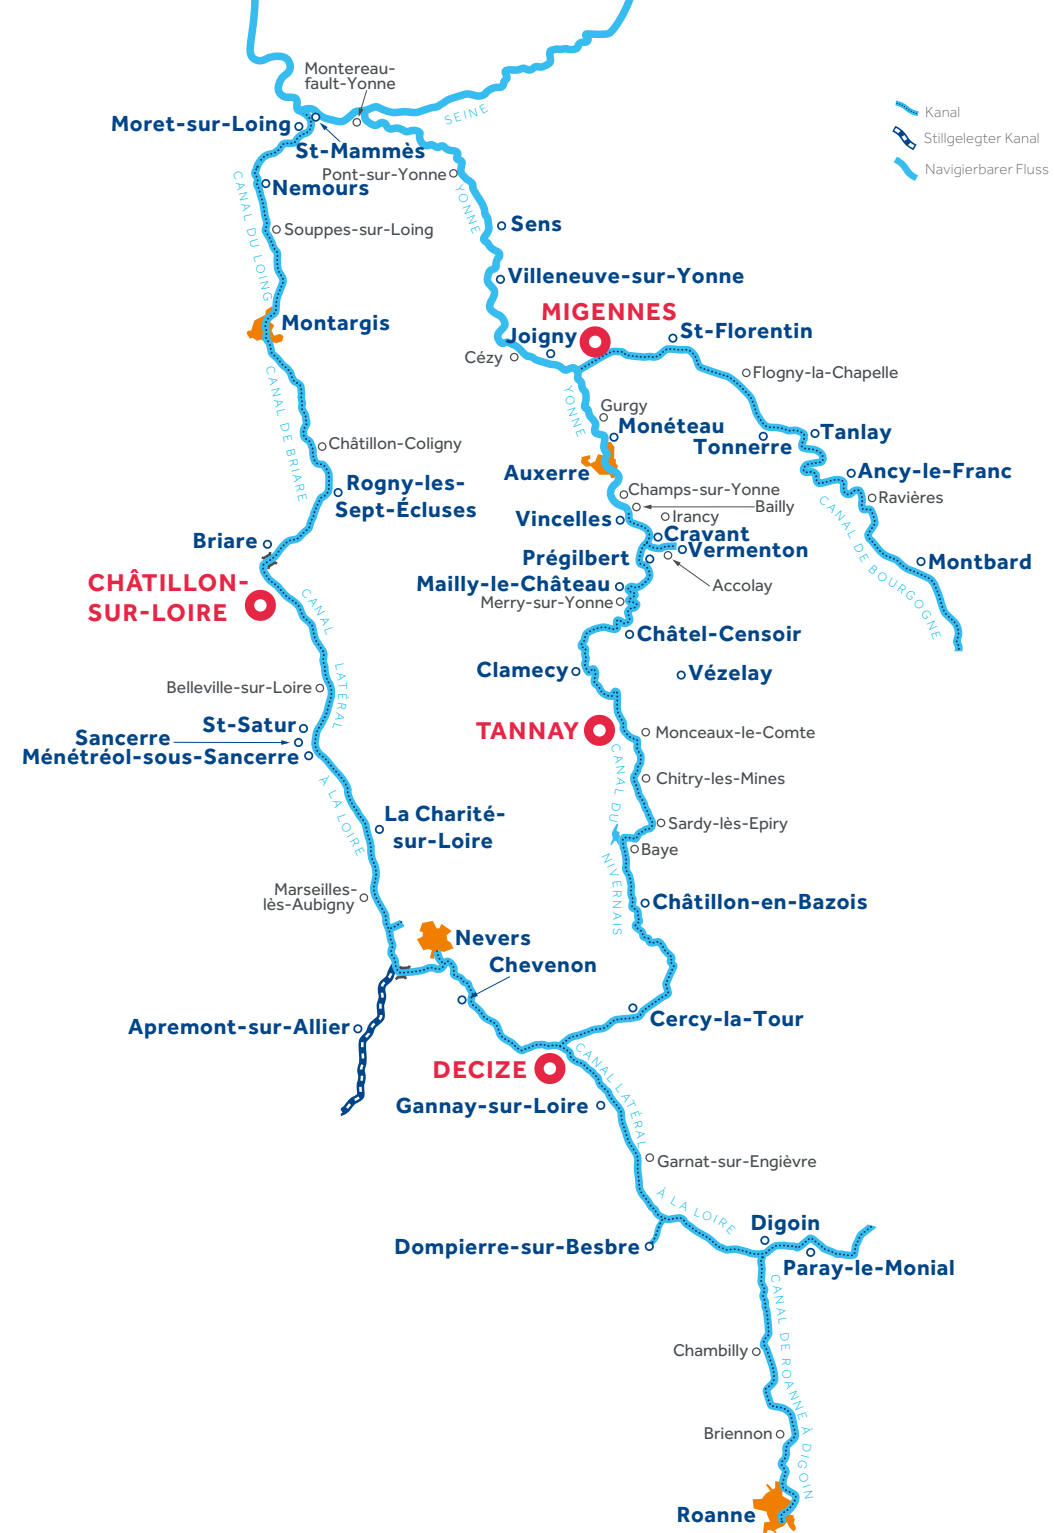 Montereau-
fault-Yonne
SEINE
Kanal
Moret-sur-Loing
Stillgelegter Kanal
St-Mammès
Navigierbarer Fluss
Pont-sur-Yonne
Nemours
CANAL DU LOING
YONNE
Souppes-sur-Loing
Sens
Villeneuve-sur-Yonne
MIGENNES
Montargis
Joigny
St-Florentin
Cézy
Flogny-la-Chapelle
CANAL DE BRIARE
YONNE
Gurgy
Monéteau
Tonnerre
Tanlay
Châtillon-Coligny
Auxerre
Ancy-le-Franc
Rogny-les-
Sept-Écluses
Champs-sur-Yonne
Ravières
Bailly
Vincelles
Irancy
CANAL DE BOURGOGNE
Cravant
Briare
Vermenton
Prégilbert
Montbard
CHÂTILLON-
SUR-LOIRE
Mailly-le-Château
Accolay
Merry-sur-Yonne
CANAL
LATÉRAL
À LA LOIRE
Châtel-Censoir
Clamecy
Vézelay
Belleville-sur-Loire
St-Satur
TANNAY
Monceaux-le-Comte
Sancerre
Ménétréol-sous-Sancerre
CANAL DU
NIVERNAIS
Chitry-les-Mines
La Charité-
sur-Loire
Sardy-lès-Epiry
Baye
Marseilles-
lès-Aubigny
Châtillon-en-Bazois
Nevers
Chevenon
Apremont-sur-Allier
Cercy-la-Tour
DECIZE
CANAL LATÉRAL
À LA LOIRE
Gannay-sur-Loire
Garnat-sur-Engièvre
Digoin
Dompierre-sur-Besbre
Paray-le-Monial
CANAL DE ROANNE À DIGOIN
Chambilly
Briennon
Roanne